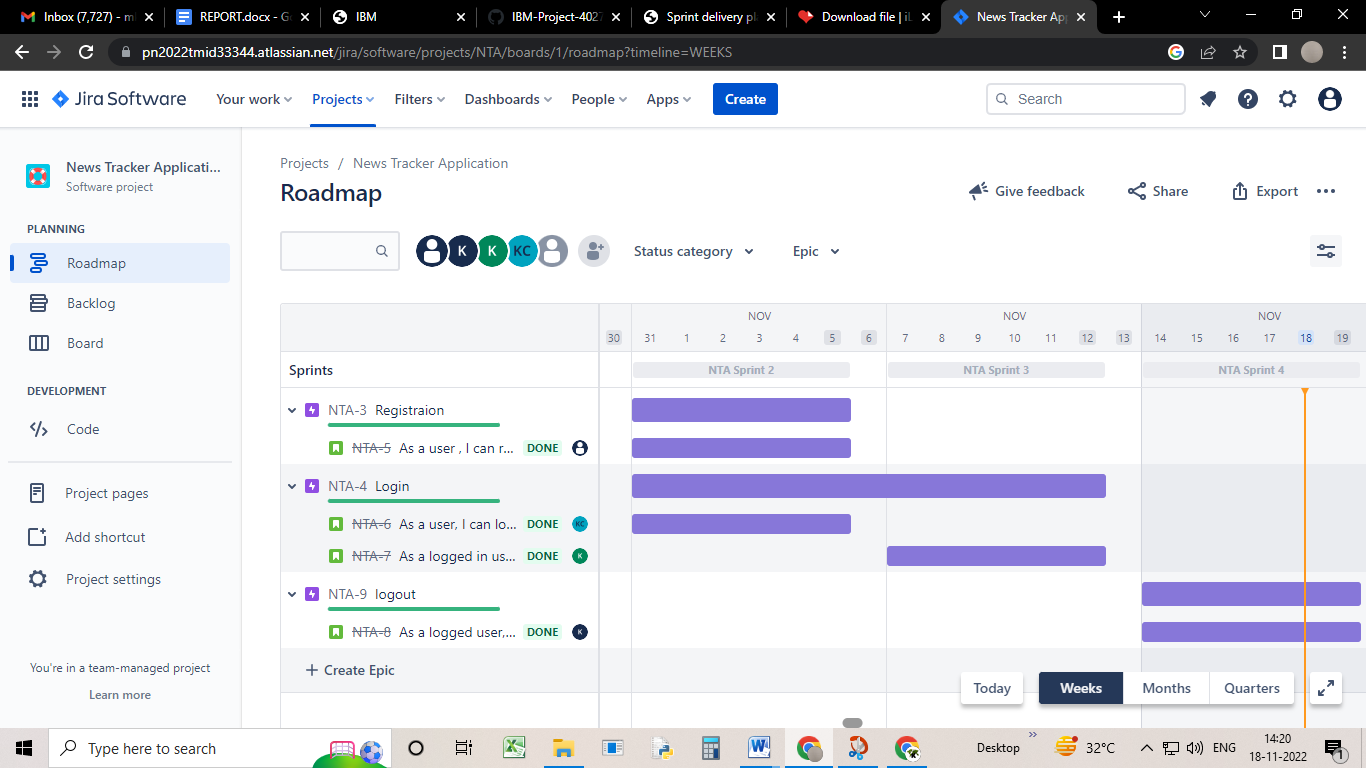 Inbox (7,727) - m
REPORT.docx - G
IBM
IBM-Project-402
Sprint delivery pl
Download file | iL
News Tracker Ap
pn2022tmid33344.atlassian.net/jira/software/projects/NTA/boards/1/roadmap?timeline=WEEKS
Jira Software
Your work
Projects
Filters
Dashboards
People
Apps
Create
Search
News Tracker Applicati...
Software project
PLANNING
Roadmap
Backlog
Board
DEVELOPMENT
Code
Project pages
Add shortcut
Project settings
You're in a team-managed project
Learn more
Projects / News Tracker Application
Roadmap
Give feedback
Share
Export
K
K
KC
Status category
Epic
NOV
NOV
NOV
30 31 1 2 3 4 5 6 7 8 9 10 11 12 13 14 15 16 17 18 19
Sprints
NTA Sprint 2
NTA Sprint 3
NTA Sprint 4
NTA-3 Registraion
NTA-5 As a user , I can r... DONE
NTA-4 Login
NTA-6 As a user, I can lo... DONE KC
NTA-7 As a logged in us... DONE K
NTA-9 logout
NTA-8 As a logged user,... DONE K
+ Create Epic
Today
Weeks
Months
Quarters
Type here to search
Desktop
32°C
ENG
14:20
18-11-2022
1